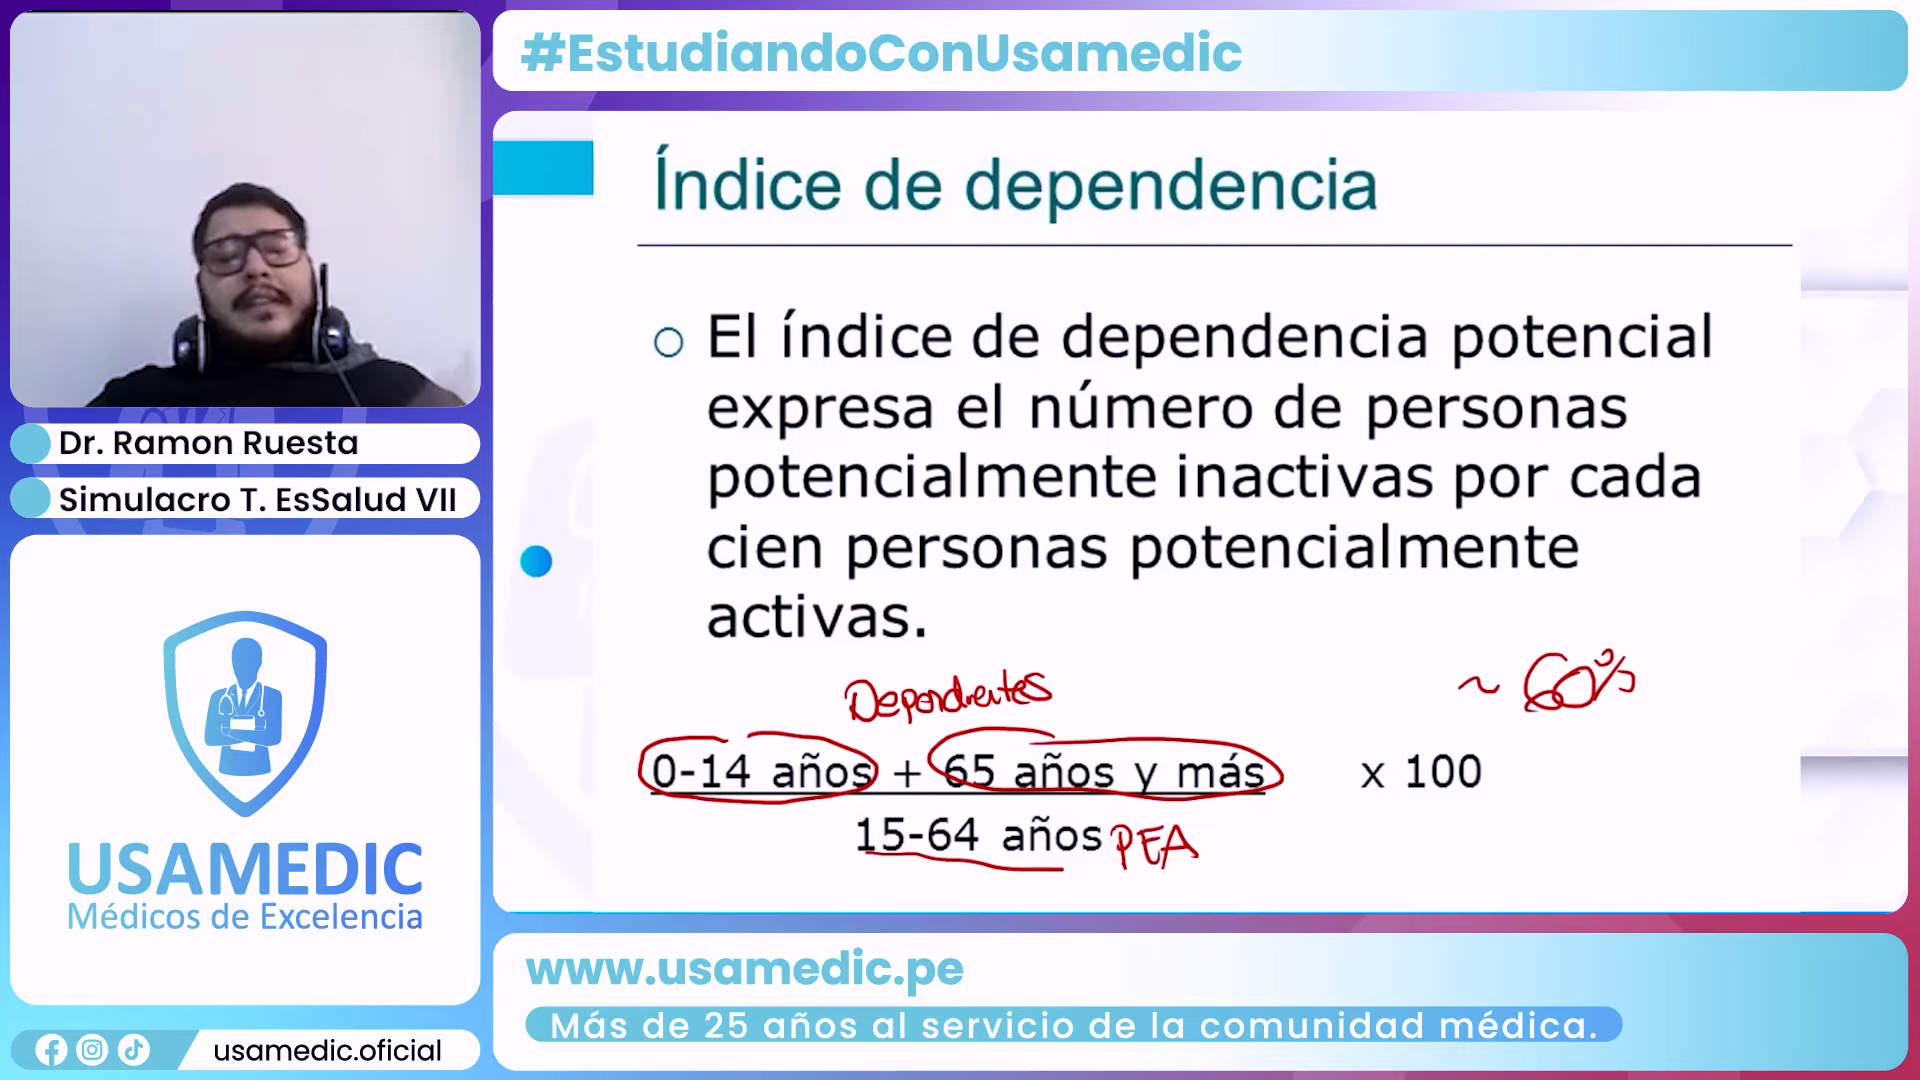 #EstudiandoConUsamedic
Índice de dependencia
El índice de dependencia potencial
expresa el número de personas
potencialmente inactivas por cada
cien personas potencialmente
activas.
Dependientes
~ 60%
0-14 años + 65 años y más x 100
15-64 años PEA
Dr. Ramon Ruesta
Simulacro T. EsSalud VII
USAMEDIC
Médicos de Excelencia
usamedic.oficial
www.usamedic.pe
Más de 25 años al servicio de la comunidad médica.